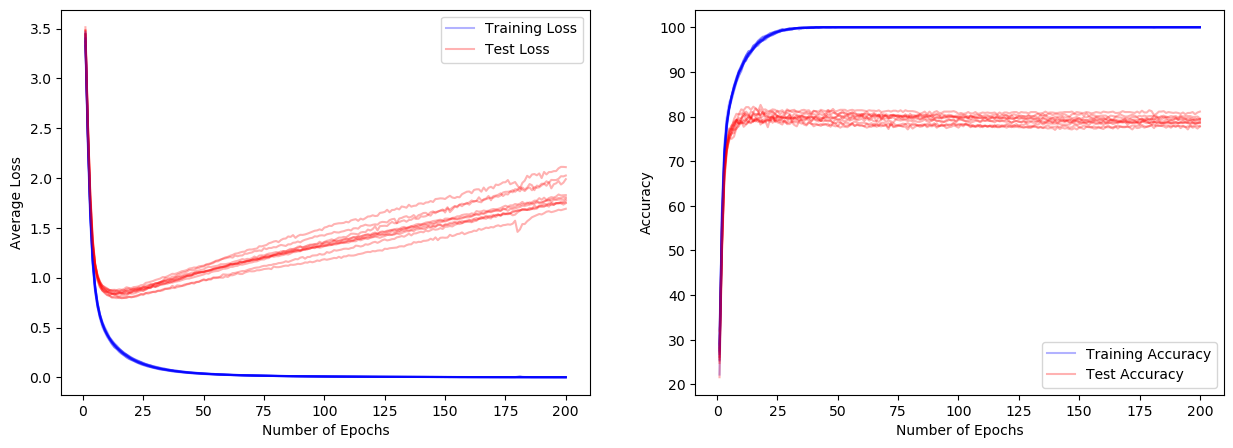 3.5
3.0
2.5
2.0
1.5
1.0
0.5
0.0
Average Loss
0 25 50 75 100 125 150 175 200
Number of Epochs
Training Loss
Test Loss
100
90
80
70
60
50
40
30
20
Accuracy
0 25 50 75 100 125 150 175 200
Number of Epochs
Training Accuracy
Test Accuracy